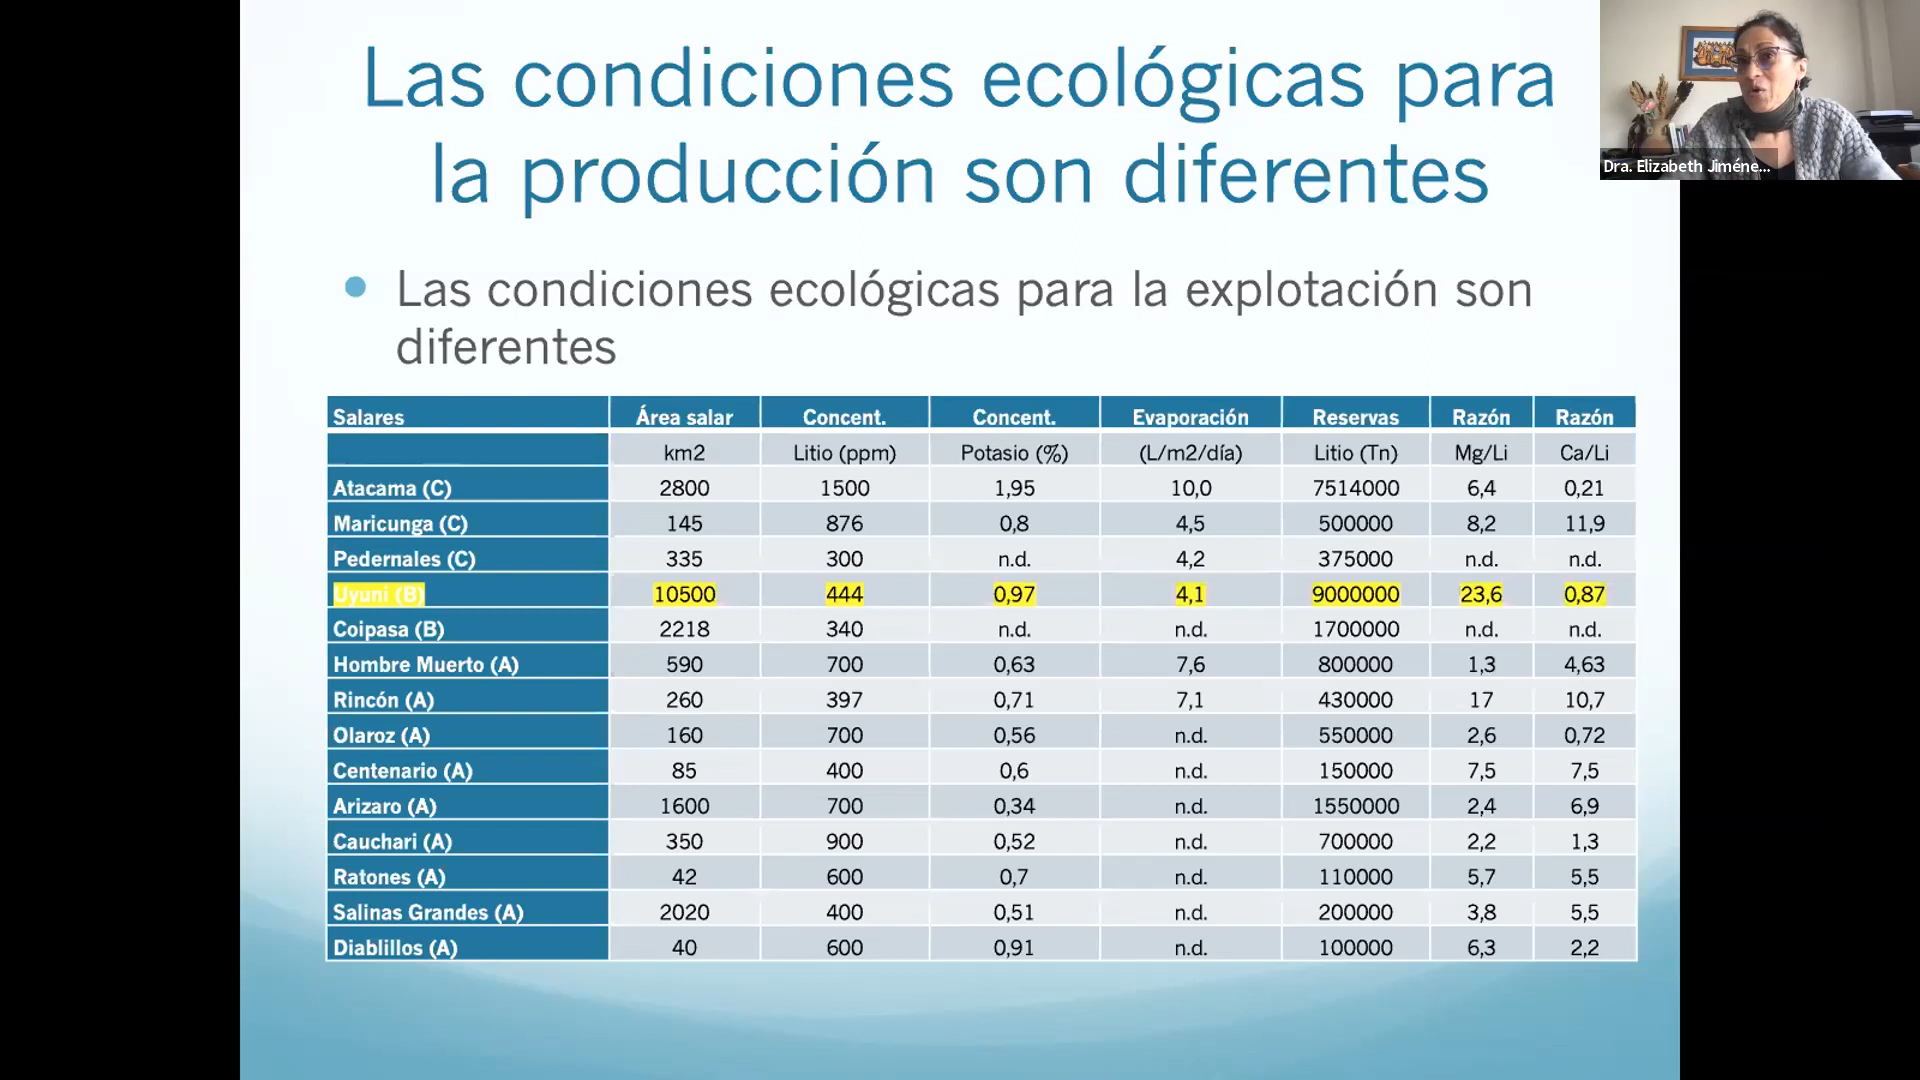 Las condiciones ecológicas para
la producción son diferentes
Dra. Elizabeth Jiméne...
• Las condiciones ecológicas para la explotación son
diferentes
Salares Área salar Concent. Concent. Evaporación Reservas Razón Razón
km2 Litio (ppm) Potasio (%) (L/m2/día) Litio (Tn) Mg/Li Ca/Li
Atacama (C) 2800 1500 1,95 10,0 7514000 6,4 0,21
Maricunga (C) 145 876 0,8 4,5 500000 8,2 11,9
Pedernales (C) 335 300 n.d. 4,2 375000 n.d. n.d.
Uyuni (B) 10500 444 0,97 4,1 9000000 23,6 0,87
Coipasa (B) 2218 340 n.d. n.d. 1700000 n.d. n.d.
Hombre Muerto (A) 590 700 0,63 7,6 800000 1,3 4,63
Rincón (A) 260 397 0,71 7,1 430000 17 10,7
Olaroz (A) 160 700 0,56 n.d. 550000 2,6 0,72
Centenario (A) 85 400 0,6 n.d. 150000 7,5 7,5
Arizaro (A) 1600 700 0,34 n.d. 1550000 2,4 6,9
Cauchari (A) 350 900 0,52 n.d. 700000 2,2 1,3
Ratones (A) 42 600 0,7 n.d. 110000 5,7 5,5
Salinas Grandes (A) 2020 400 0,51 n.d. 200000 3,8 5,5
Diablillos (A) 40 600 0,91 n.d. 100000 6,3 2,2